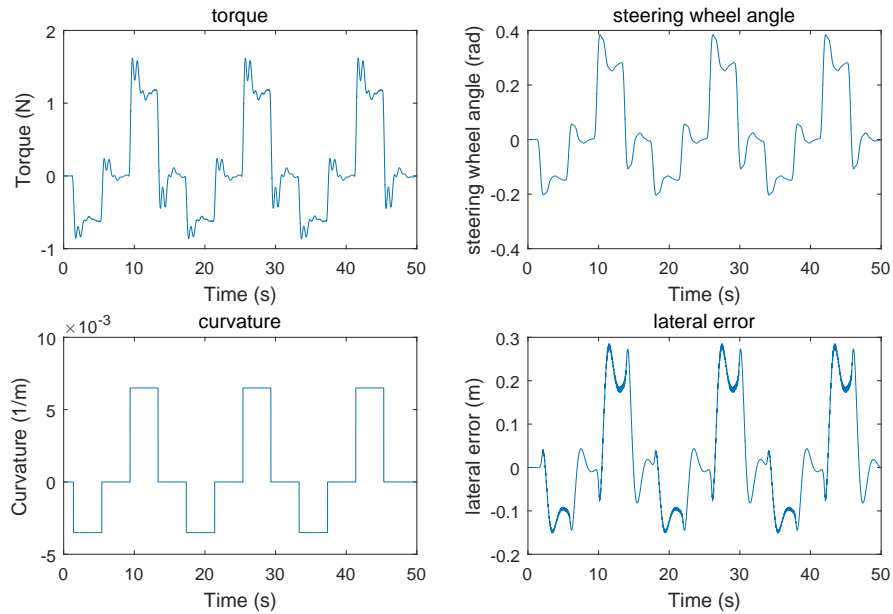 torque
2
1
0
-1
Torque (N)
0 10 20 30 40 50
Time (s)
steering wheel angle
0.4
0.2
0
-0.2
-0.4
steering wheel angle (rad)
0 10 20 30 40 50
Time (s)
curvature
×10-3
10
5
0
-5
Curvature (1/m)
0 10 20 30 40 50
Time (s)
lateral error
0.3
0.2
0.1
0
-0.1
-0.2
lateral error (m)
0 10 20 30 40 50
Time (s)